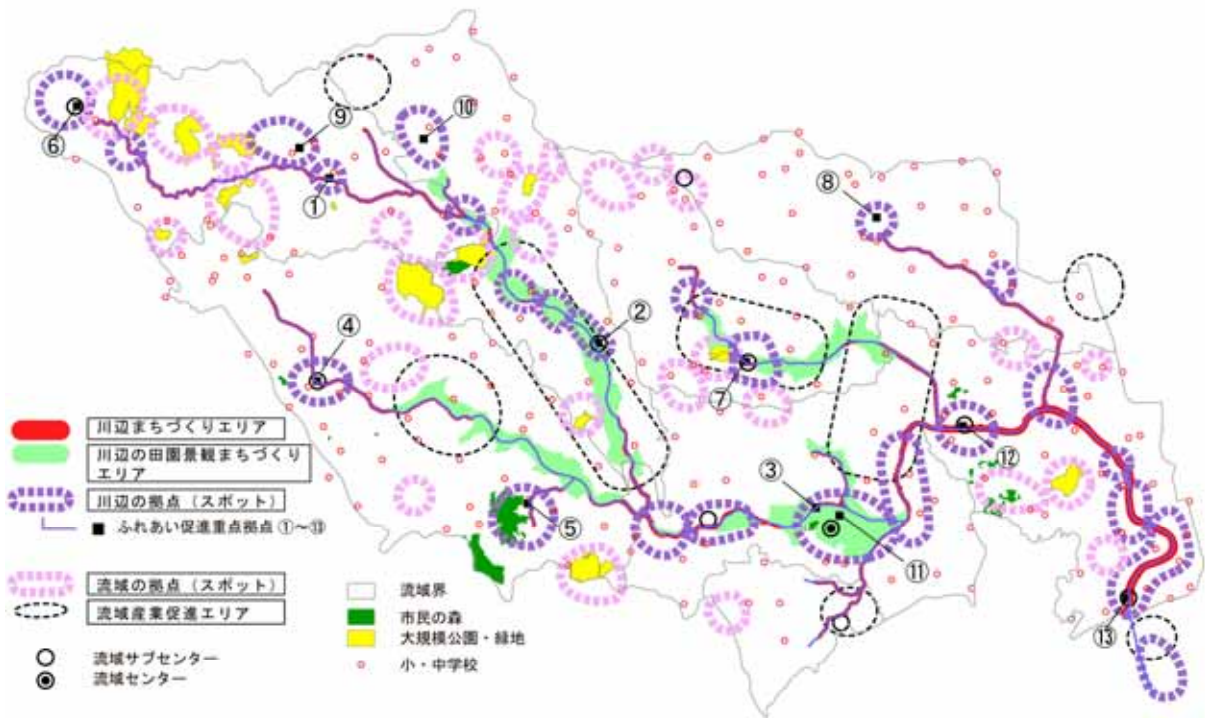 ⑩
⑨
⑥
①
⑧
②
④
⑦
③
⑫
⑤
⑪
⑬
川辺まちづくりエリア
川辺の田園景観まちづくり
エリア
川辺の拠点（スポット）
ふれあい促進重点拠点 ①～⑬
流域の拠点（スポット）
流域産業促進エリア
流域サブセンター
流域センター
流域界
市民の森
大規模公園・緑地
小・中学校